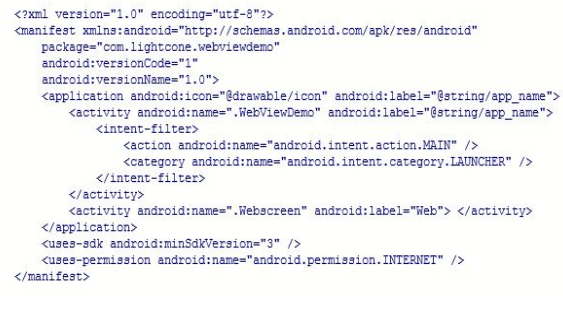 <?xml version="1.0" encoding="utf-8"?>
<manifest xmlns:android="http://schemas.android.com/apk/res/android"
package="com.lightcone.webviewdemo"
android:versionCode="1"
android:versionName="1.0">
<application android:icon="@drawable/icon" android:label="@string/app_name">
<activity android:name=".WebViewDemo" android:label="@string/app_name">
<intent-filter>
<action android:name="android.intent.action.MAIN" />
<category android:name="android.intent.category.LAUNCHER" />
</intent-filter>
</activity>
<activity android:name=".Webscreen" android:label="Web"> </activity>
</application>
<uses-sdk android:minSdkVersion="3" />
<uses-permission android:name="android.permission.INTERNET" />
</manifest>